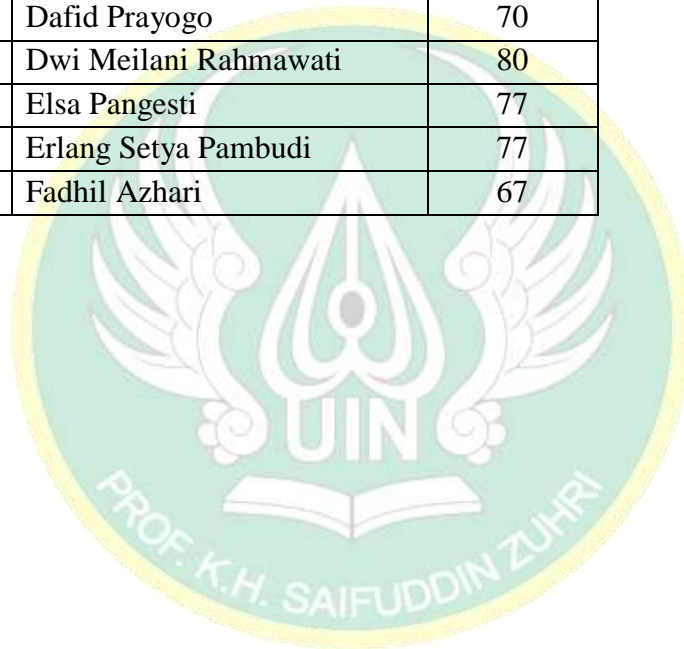 Dafid Prayogo 70
Dwi Meilani Rahmawati 80
Elsa Pangesti 77
Erlang Setya Pambudi 77
Fadhil Azhari 67
UIN
PROF. K.H. SAIFUDDIN ZUHRI